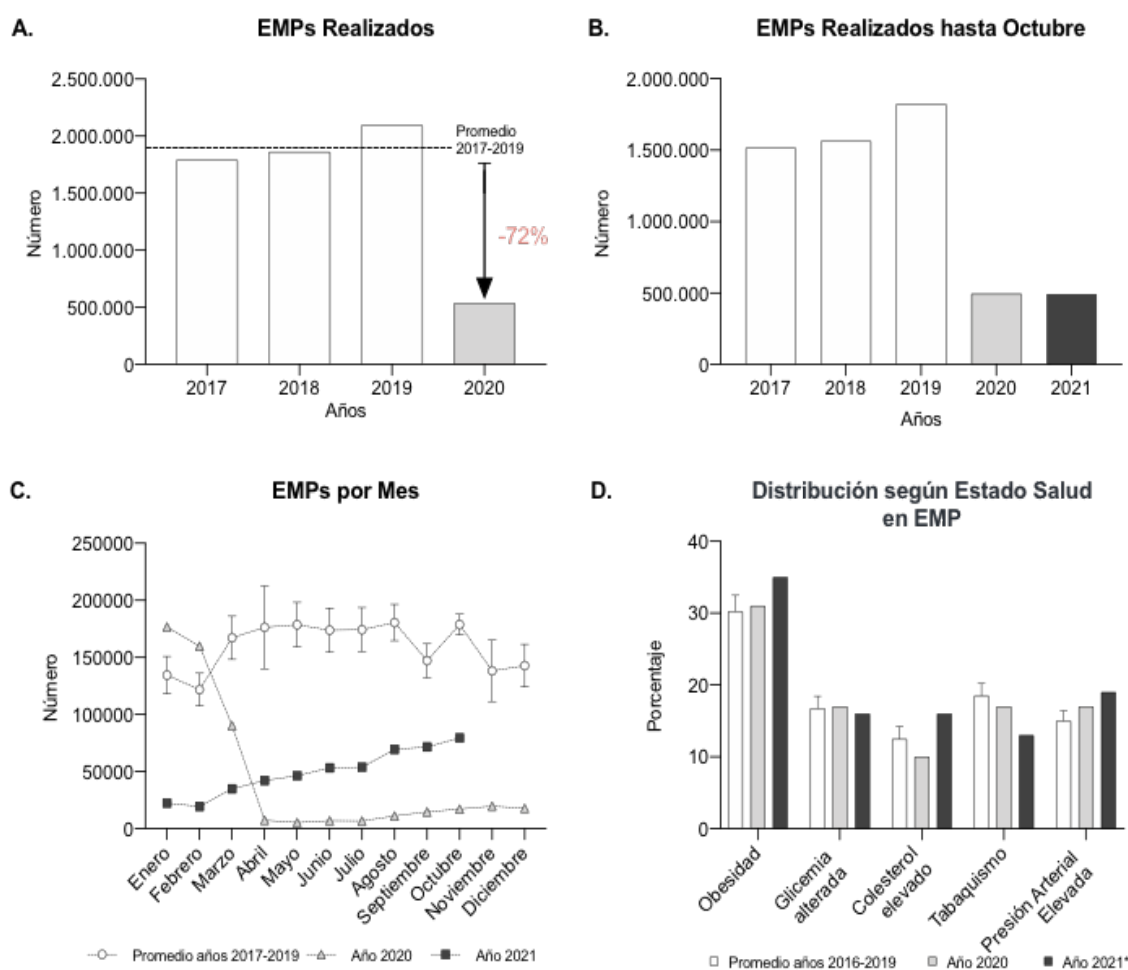 A.
EMPs Realizados
2.500.000
2.000.000
1.500.000
1.000.000
500.000
0
Número
Promedio
2017-2019
-72%
2017 2018 2019 2020
Años
B.
EMPs Realizados hasta Octubre
2.000.000
1.500.000
1.000.000
500.000
0
Número
2017 2018 2019 2020 2021
Años
C.
EMPs por Mes
250000
200000
150000
100000
50000
0
Número
Enero
Febrero
Marzo
Abril
Mayo
Junio
Julio
Agosto
Septiembre
Octubre
Noviembre
Diciembre
Promedio años 2017-2019 Año 2020 Año 2021
D.
Distribución según Estado Salud
en EMP
40
30
20
10
0
Porcentaje
Obesidad
Glicemia
alterada
Colesterol
elevado
Tabaquismo
Presión Arterial
Elevada
Promedio años 2016-2019 Año 2020 Año 2021*